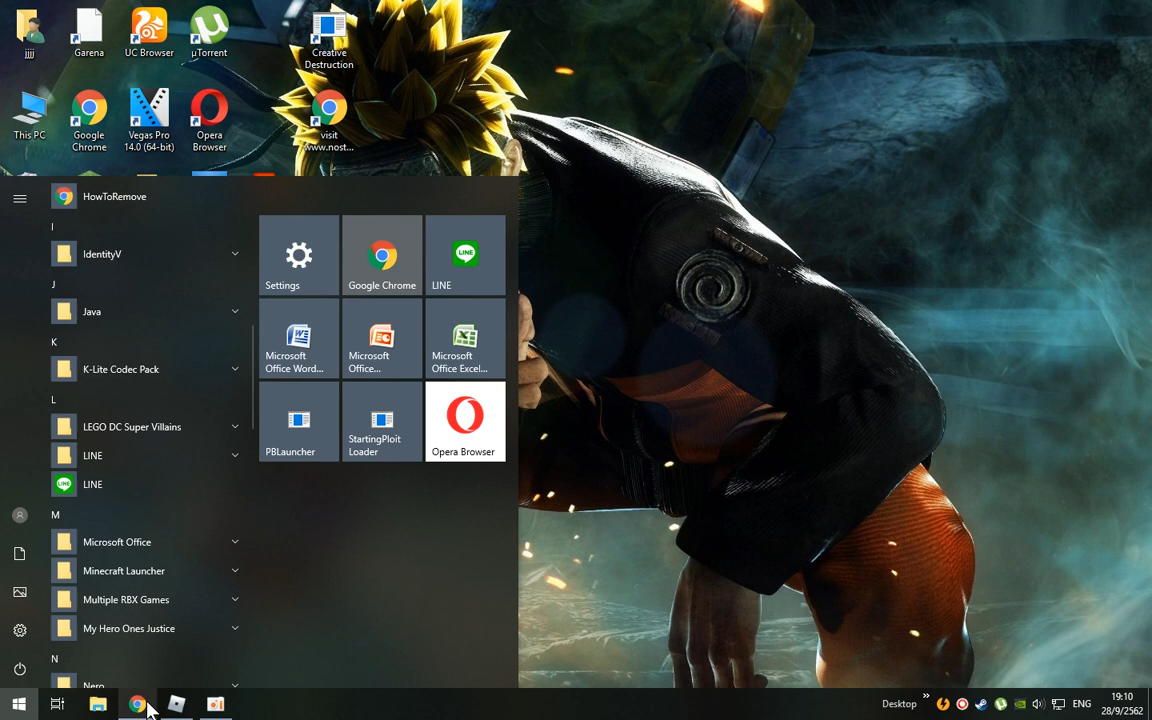 jjjj
Garena
UC Browser
µTorrent
Creative
Destruction
This PC
Google
Chrome
Vegas Pro
14.0 (64-bit)
Opera
Browser
visit
www.nost...
HowToRemove
I
IdentityV
J
Java
K
K-Lite Codec Pack
L
LEGO DC Super Villains
LINE
LINE
M
Microsoft Office
Minecraft Launcher
Multiple RBX Games
My Hero Ones Justice
N
Nero
Settings
Google Chrome
LINE
Microsoft
Office Word...
Microsoft
Office...
Microsoft
Office Excel...
PBLauncher
StartingPloit
Loader
Opera Browser
Desktop
ENG
19:10
28/9/2562